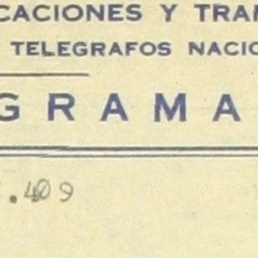 CACIONES Y TRAN
TELEGRAFOS NACIO
GRAMA
.409